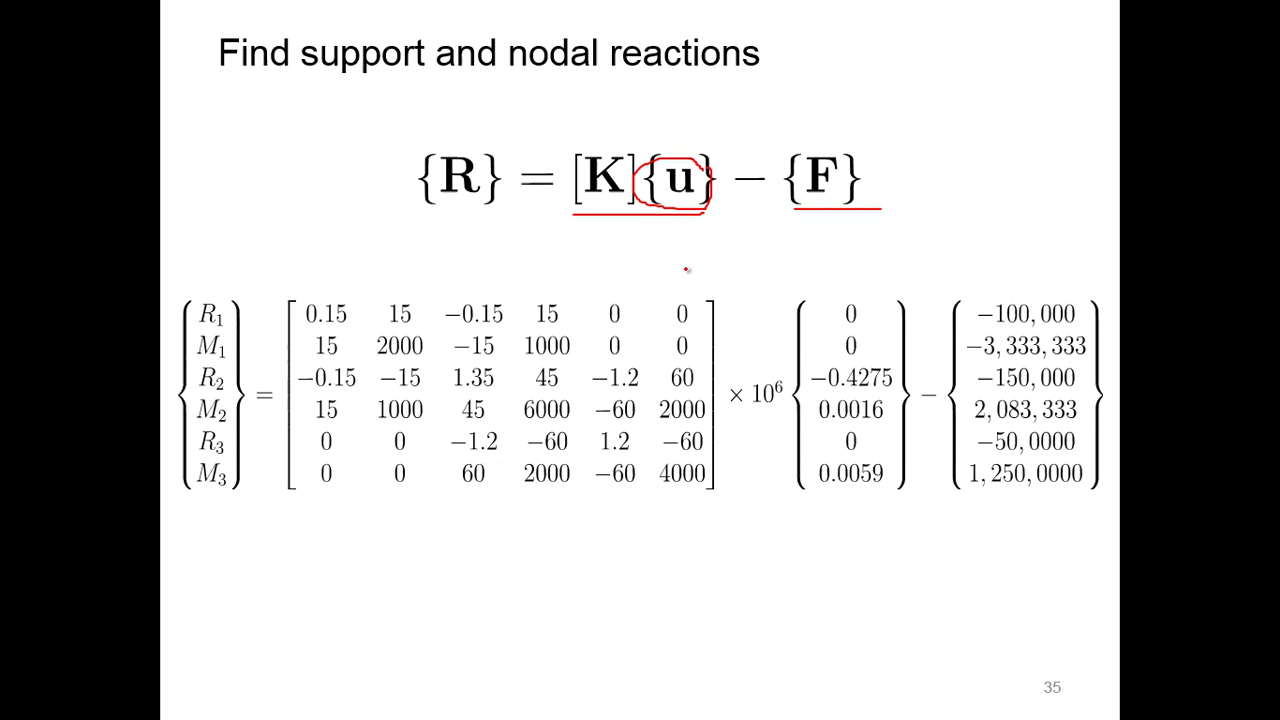 Find support and nodal reactions
{R} = [K]{u} − {F}
R₁ 0.15 15 −0.15 15 0 0 0 −100,000
M₁ 15 2000 −15 1000 0 0 0 −3,333,333
R₂ −0.15 −15 1.35 45 −1.2 60 −0.4275 −150,000
= × 10⁶ −
M₂ 15 1000 45 6000 −60 2000 0.0016 2,083,333
R₃ 0 0 −1.2 −60 1.2 −60 0 −50,0000
M₃ 0 0 60 2000 −60 4000 0.0059 1,250,0000
35